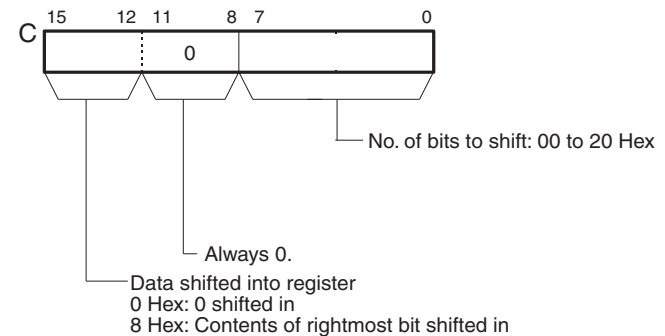 15 12 11 8 7 0
C
0
No. of bits to shift: 00 to 20 Hex
Always 0.
Data shifted into register
0 Hex: 0 shifted in
8 Hex: Contents of rightmost bit shifted in